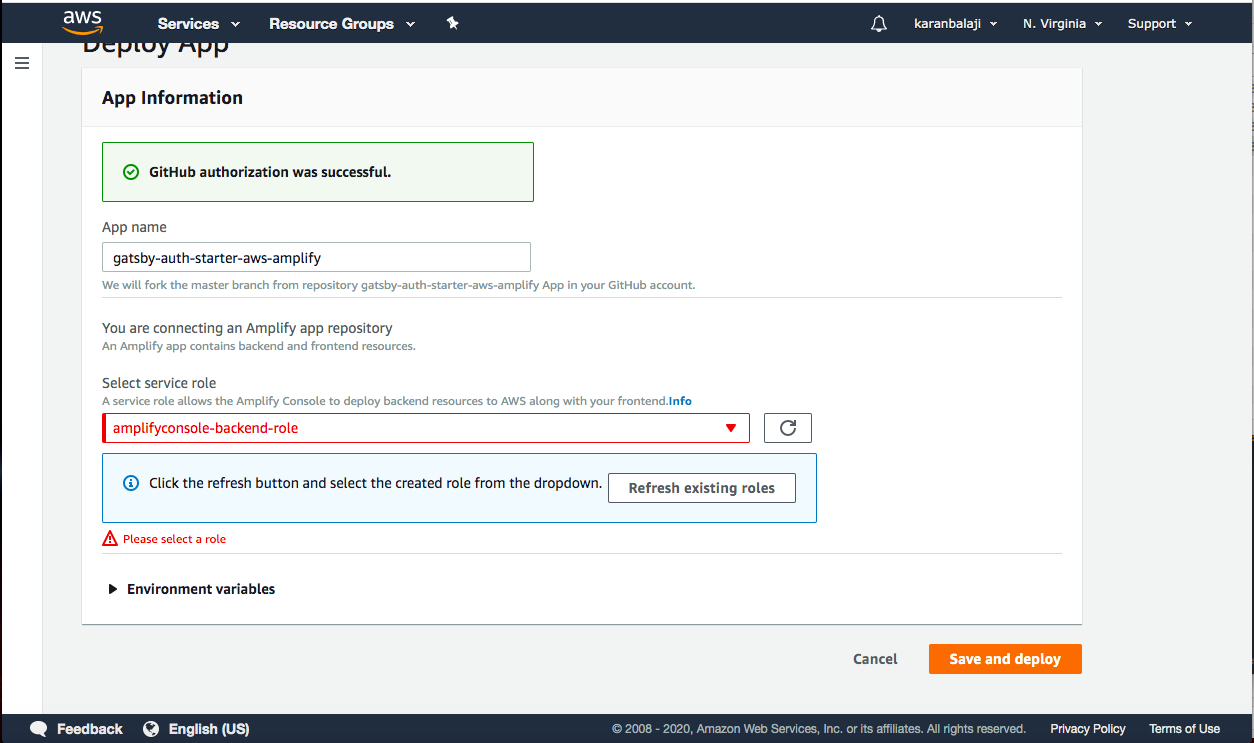 aws Services Resource Groups karanbalaji N. Virginia Support
Deploy App
App Information
GitHub authorization was successful.
App name
gatsby-auth-starter-aws-amplify
We will fork the master branch from repository gatsby-auth-starter-aws-amplify App in your GitHub account.
You are connecting an Amplify app repository
An Amplify app contains backend and frontend resources.
Select service role
A service role allows the Amplify Console to deploy backend resources to AWS along with your frontend.Info
amplifyconsole-backend-role
Click the refresh button and select the created role from the dropdown. Refresh existing roles
Please select a role
Environment variables
Cancel Save and deploy
Feedback English (US) © 2008 - 2020, Amazon Web Services, Inc. or its affiliates. All rights reserved. Privacy Policy Terms of Use